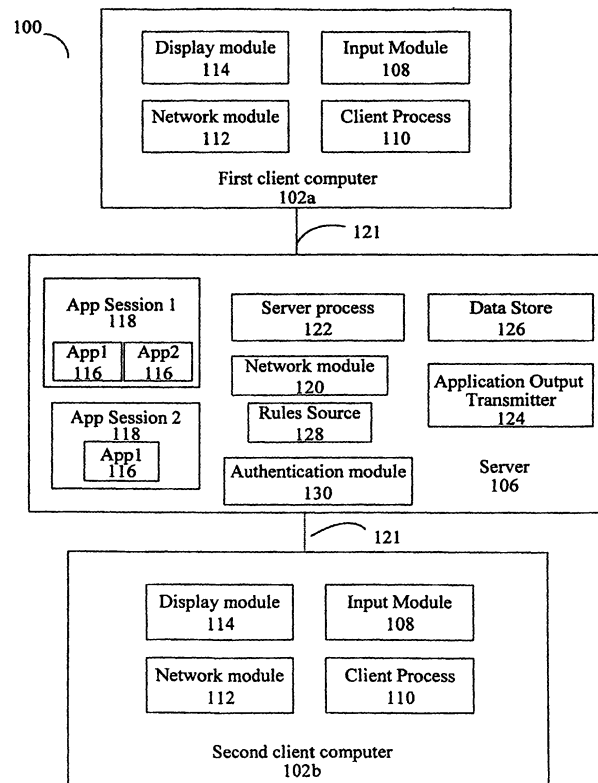 100
Display module
114
Input Module
108
Network module
112
Client Process
110
First client computer
102a
121
App Session 1
118
App1
116
App2
116
App Session 2
118
App1
116
Server process
122
Network module
120
Rules Source
128
Authentication module
130
Data Store
126
Application Output
Transmitter
124
Server
106
121
Display module
114
Input Module
108
Network module
112
Client Process
110
Second client computer
102b